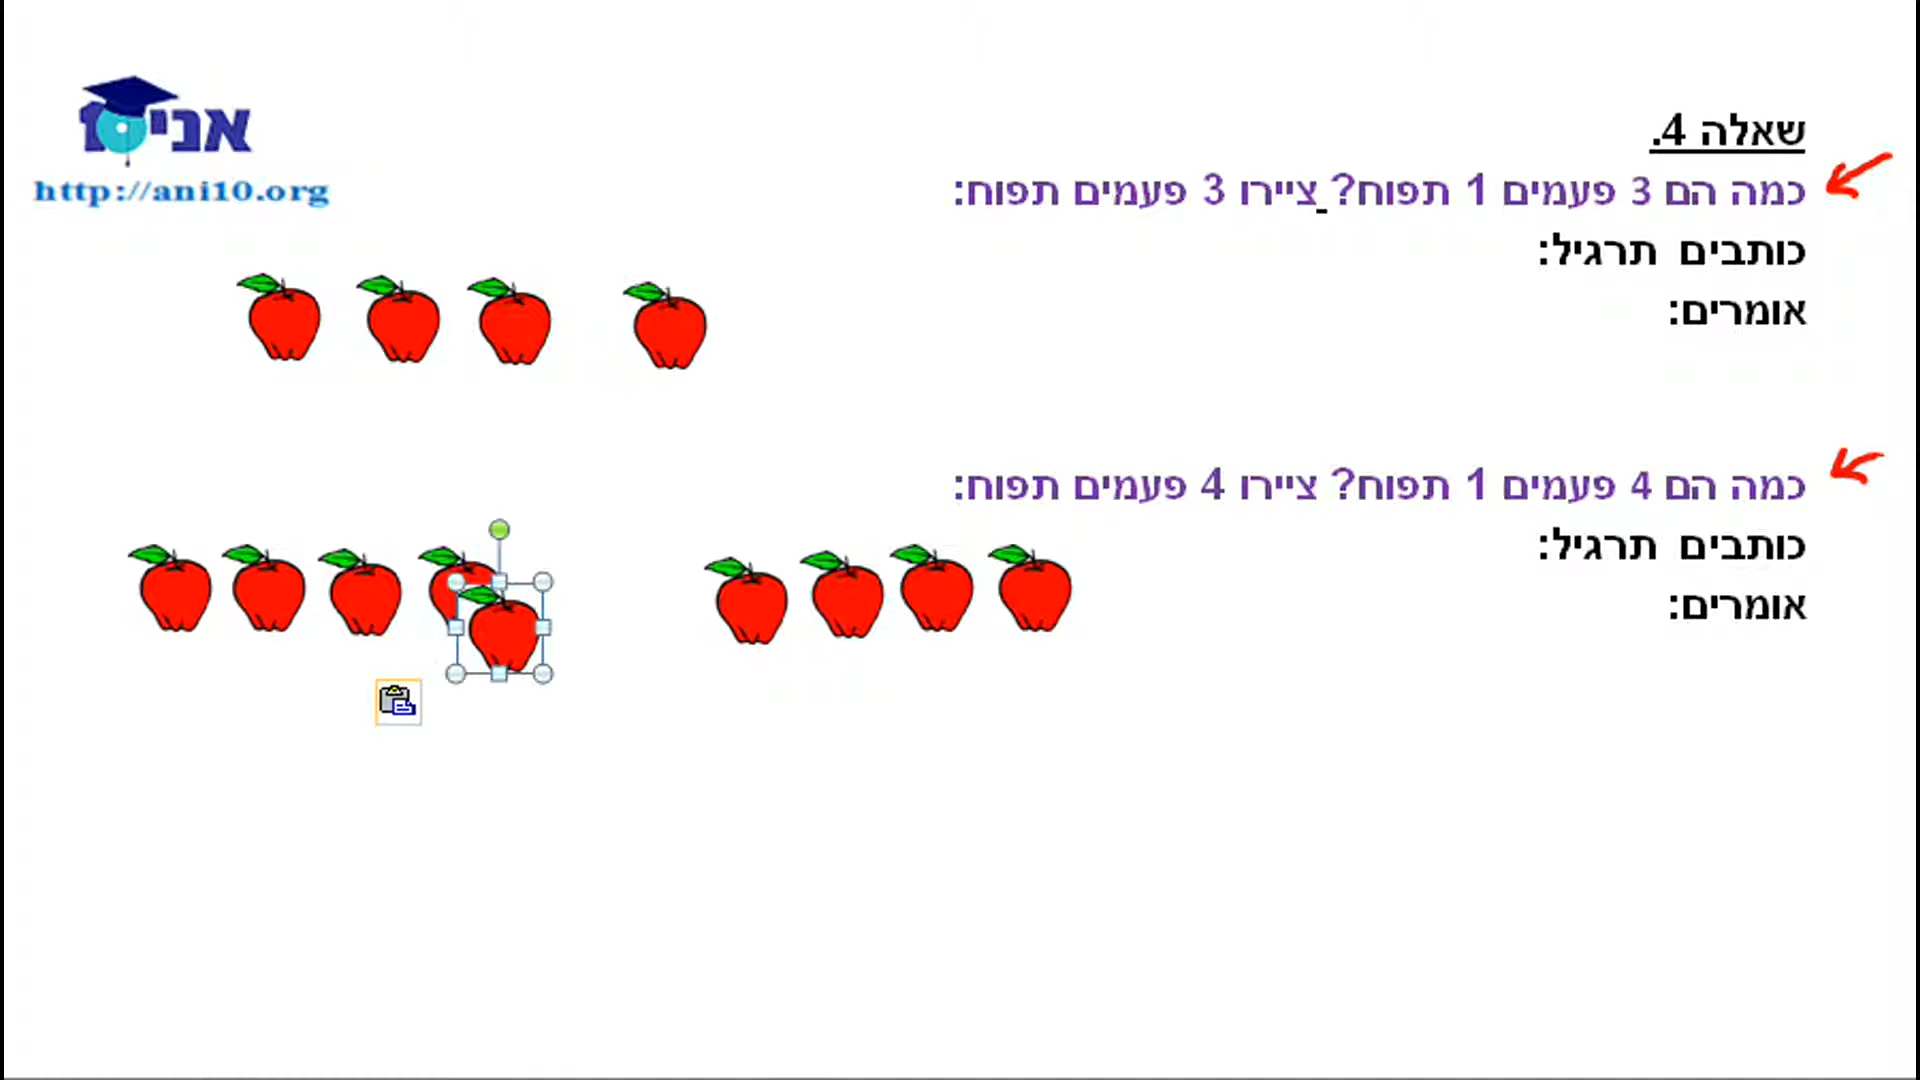 אני10
http://ani10.org
שאלה 4.
כמה הם 3 פעמים 1 תפוח? ציירו 3 פעמים תפוח:
כותבים תרגיל:
אומרים:
כמה הם 4 פעמים 1 תפוח? ציירו 4 פעמים תפוח:
כותבים תרגיל:
אומרים: